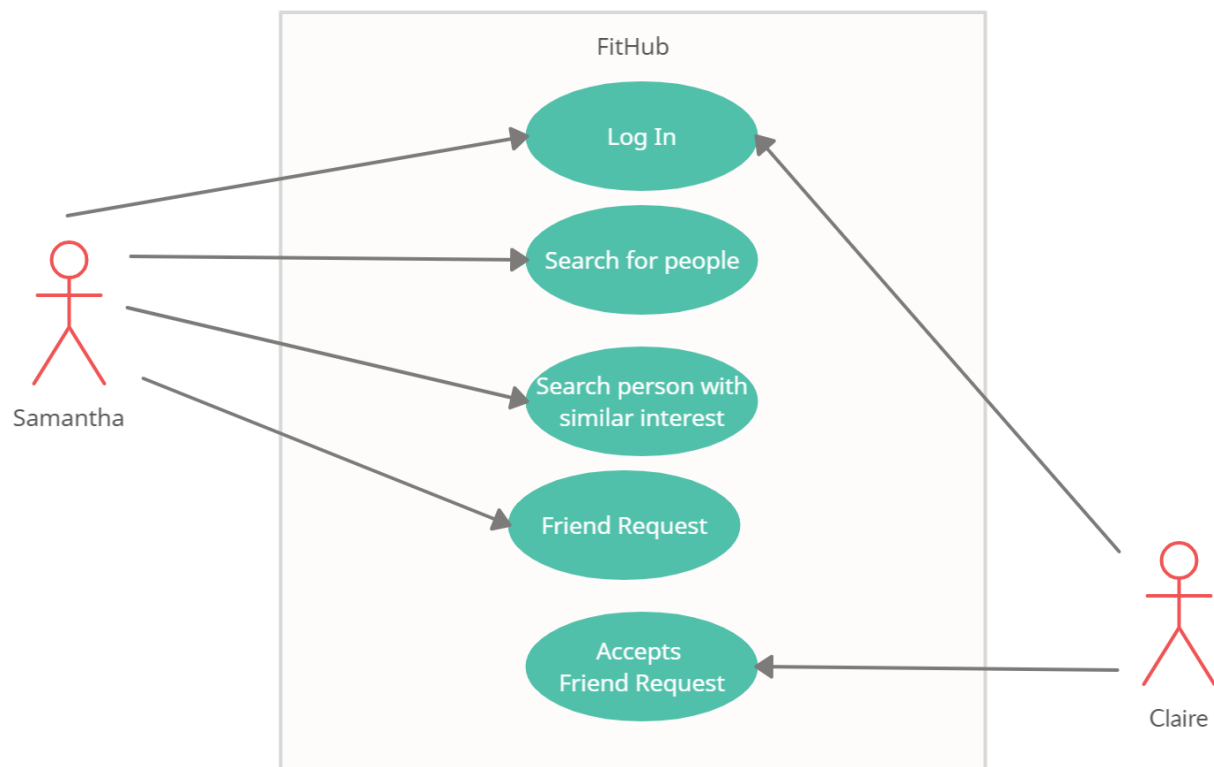 FitHub
Log In
Search for people
Search person with
similar interest
Samantha
Friend Request
Accepts
Friend Request
Claire